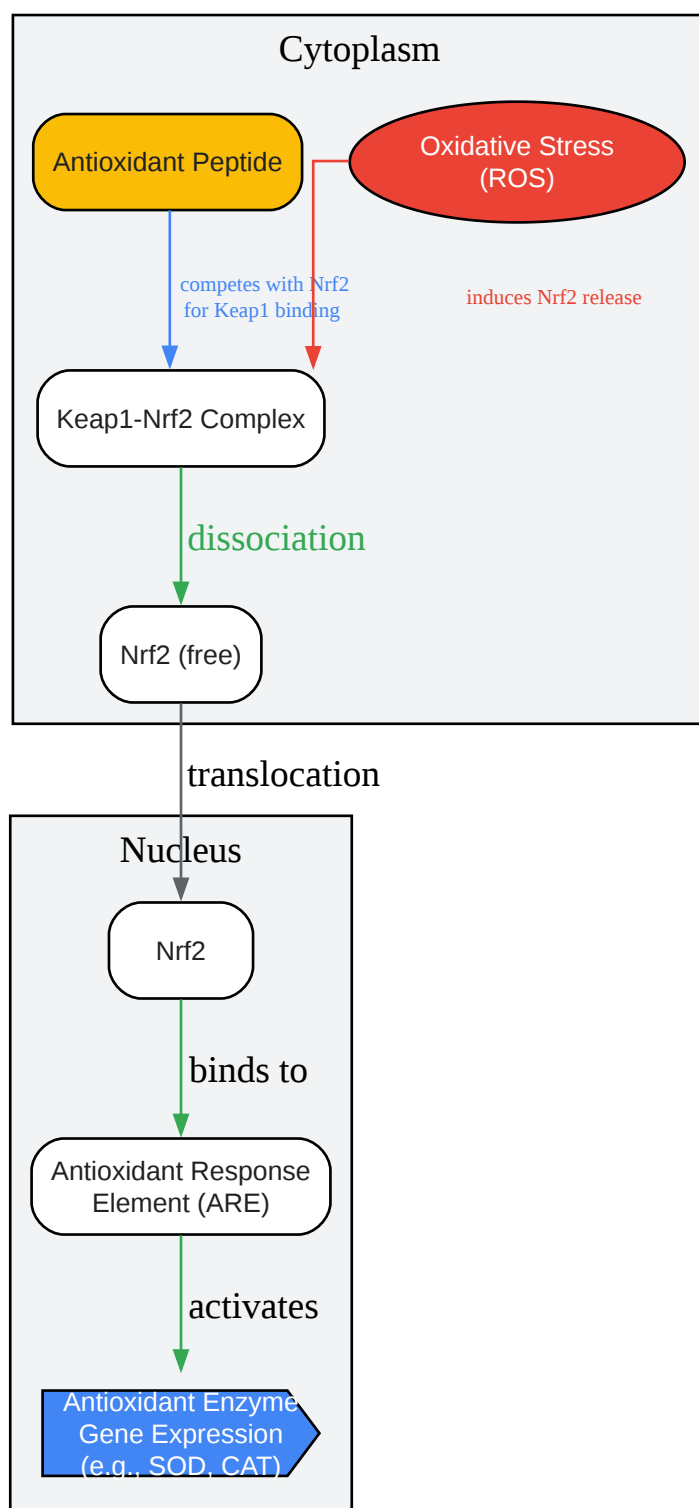 Cytoplasm
Antioxidant Peptide
Oxidative Stress
(ROS)
competes with Nrf2
for Keap1 binding
induces Nrf2 release
Keap1-Nrf2 Complex
dissociation
Nrf2 (free)
translocation
Nucleus
Nrf2
binds to
Antioxidant Response
Element (ARE)
activates
Antioxidant Enzyme
Gene Expression
(e.g., SOD, CAT)